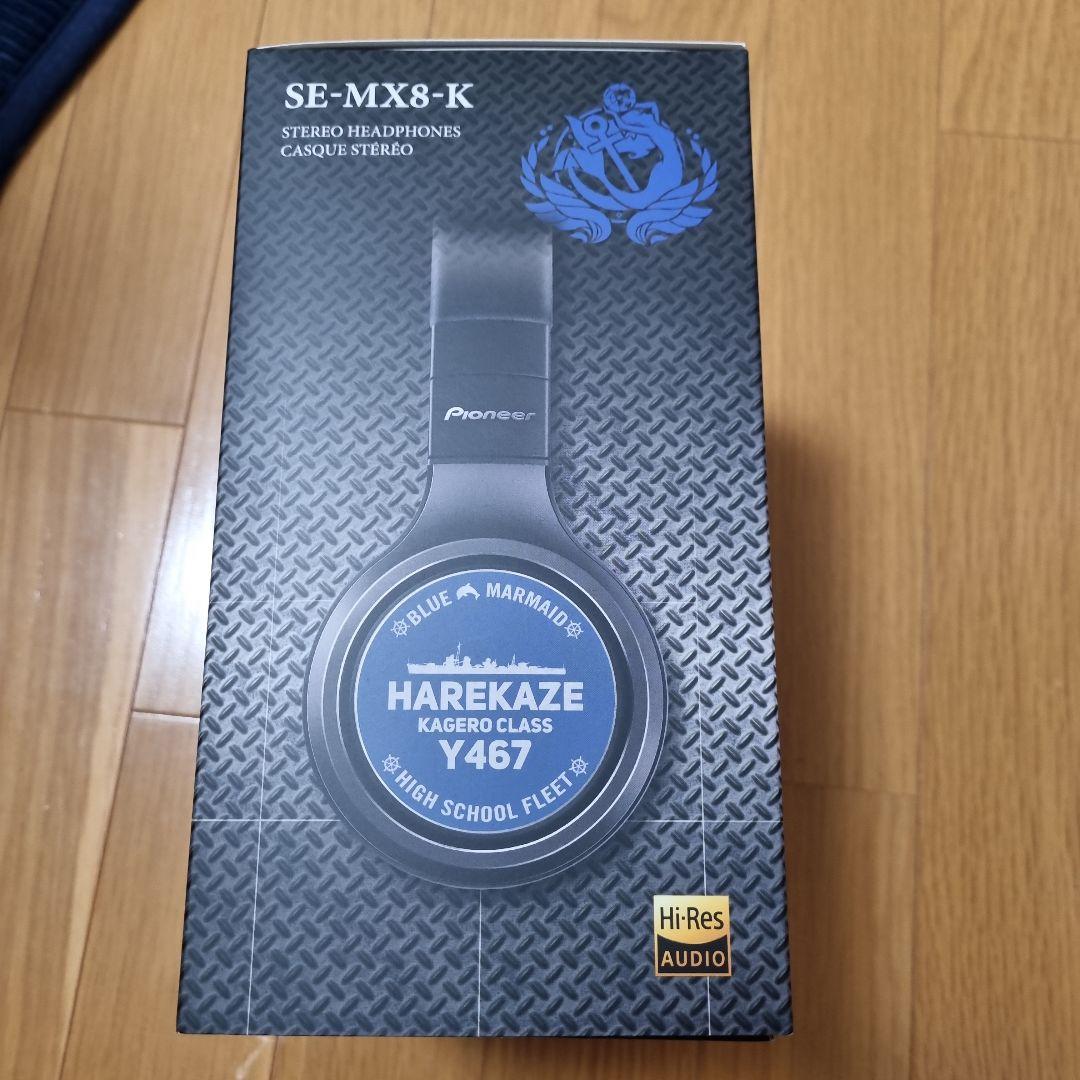 SE-MX8-K
STEREO HEADPHONES
CASQUE STÉRÉO
Pioneer
BLUE MARMAID
HAREKAZE
KAGERO CLASS
Y467
HIGH SCHOOL FLEET
Hi-Res
AUDIO